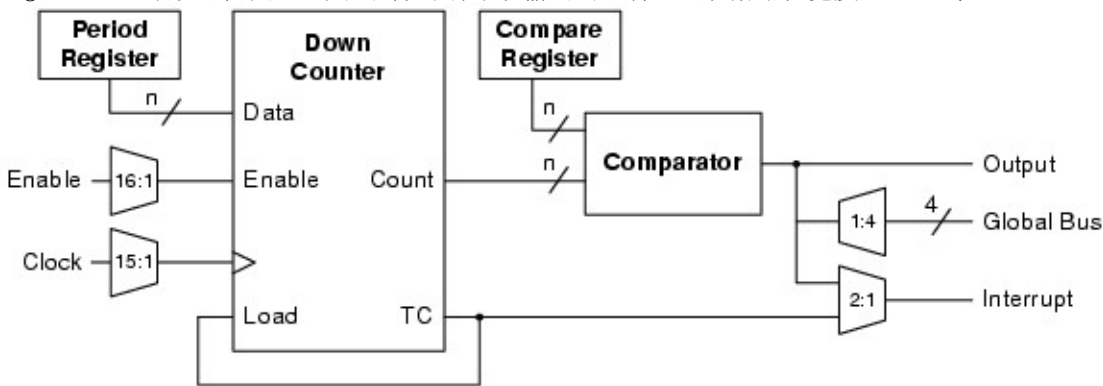 Period
Register
Down
Counter
Compare
Register
n
Data
n
Enable
16:1
Enable
Count
n
Comparator
Output
1:4
4
Global Bus
Clock
15:1
Load
TC
2:1
Interrupt